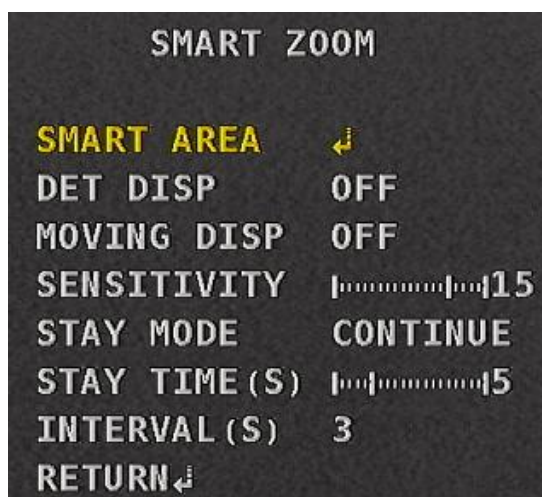 SMART ZOOM
SMART AREA ↲
DET DISP OFF
MOVING DISP OFF
SENSITIVITY 15
STAY MODE CONTINUE
STAY TIME(S) 5
INTERVAL(S) 3
RETURN↲